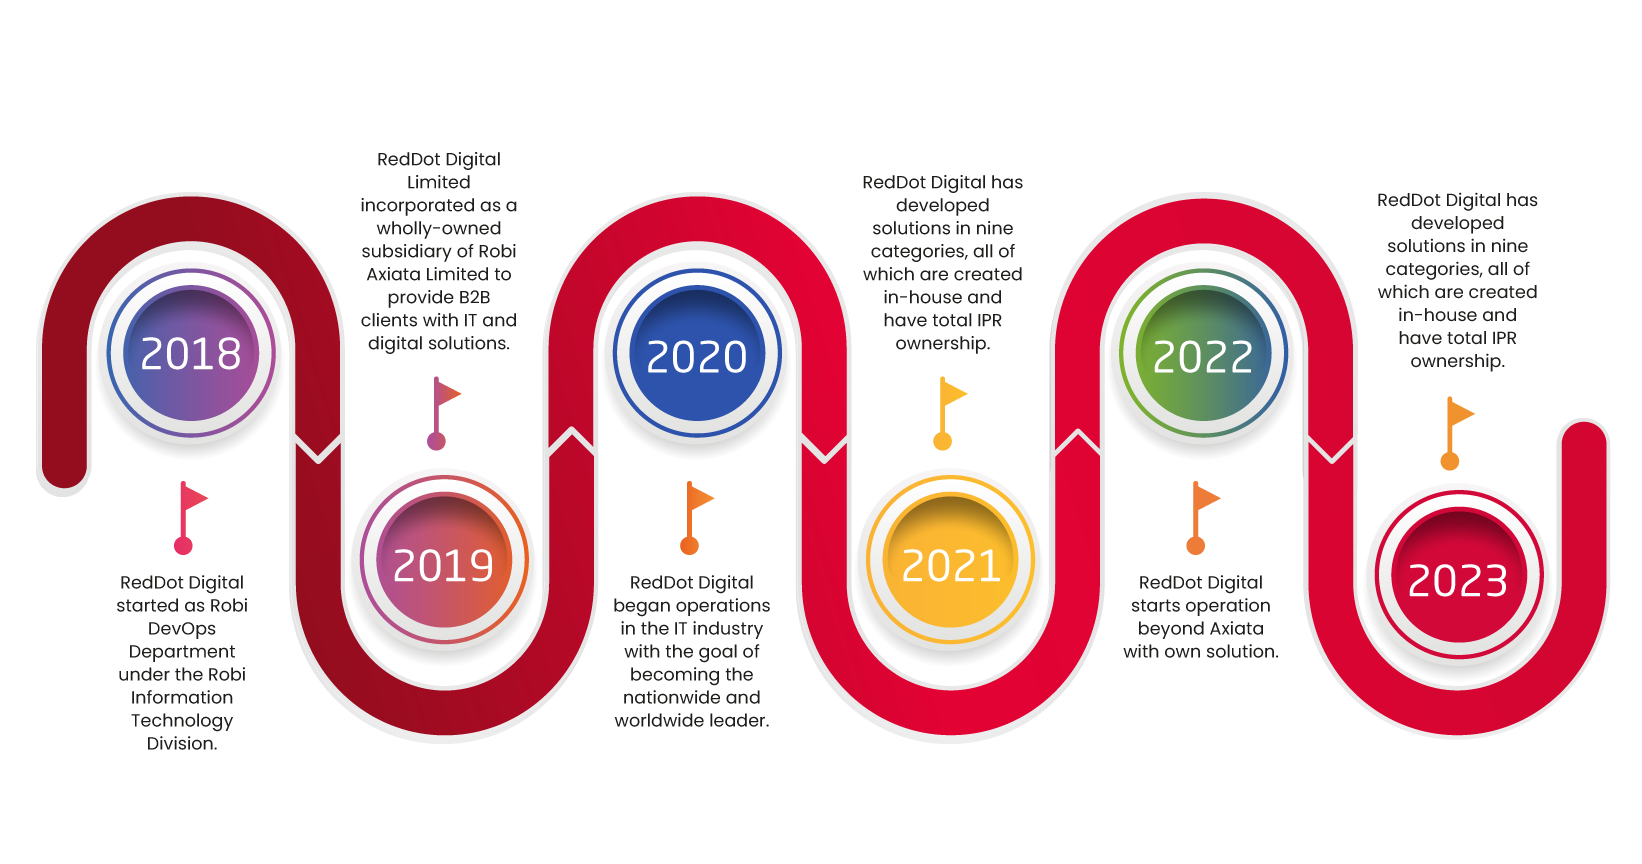 2018
RedDot Digital
started as Robi
DevOps
Department
under the Robi
Information
Technology
Division.
RedDot Digital
Limited
incorporated as a
wholly-owned
subsidiary of Robi
Axiata Limited to
provide B2B
clients with IT and
digital solutions.
2019
2020
RedDot Digital
began operations
in the IT industry
with the goal of
becoming the
nationwide and
worldwide leader.
RedDot Digital has
developed
solutions in nine
categories, all of
which are created
in-house and
have total IPR
ownership.
2021
2022
RedDot Digital
starts operation
beyond Axiata
with own solution.
RedDot Digital has
developed
solutions in nine
categories, all of
which are created
in-house and
have total IPR
ownership.
2023